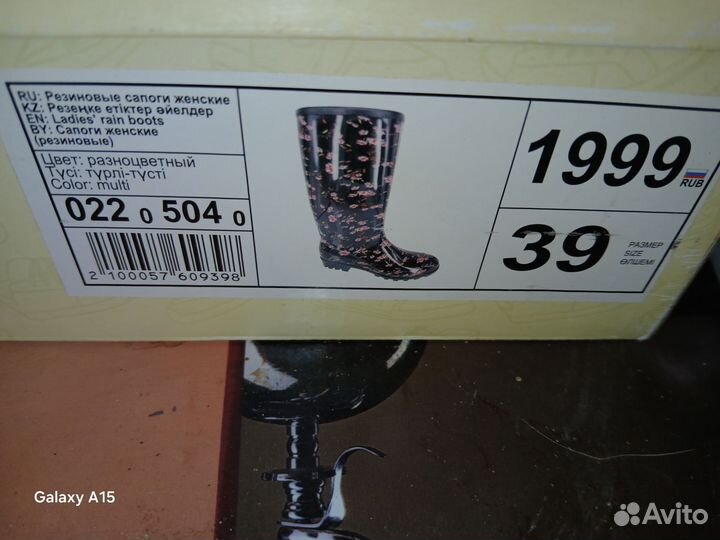 RU: Резиновые сапоги женские
KZ: Резеңке етіктер әйелдер
EN: Ladies' rain boots
BY: Сапоги женские
(резиновые)
Цвет: разноцветный
Түсі: түрлі-түсті
Color: multi
022 0 504 0
2 100057 609398
1999
RUB
39
РАЗМЕР
SIZE
ӨЛШЕМІ
Galaxy A15
Avito